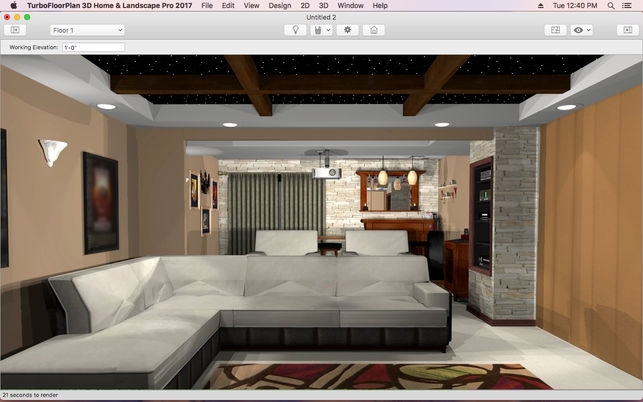 TurboFloorPlan 3D Home & Landscape Pro 2017 File Edit View Design 2D 3D Window Help Tue 12:40 PM
Untitled 2
Floor 1
Working Elevation: 1'-0"
21 seconds to render